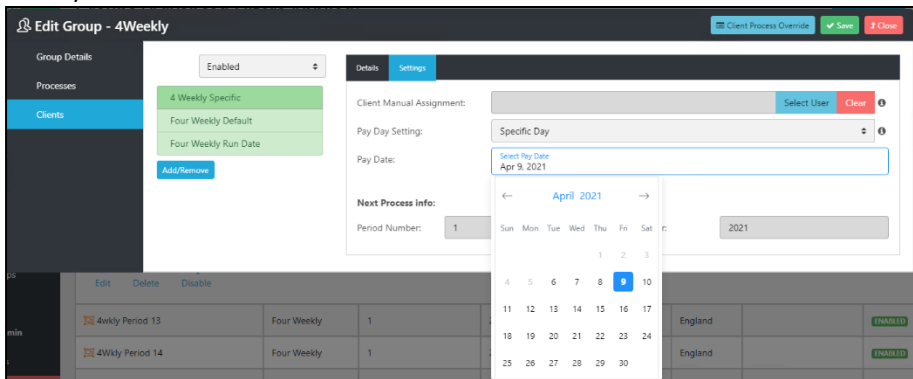 Edit Group - 4Weekly
Client Process Override
Save
Close
Group Details
Processes
Clients
Enabled
4 Weekly Specific
Four Weekly Default
Four Weekly Run Date
Add/Remove
Details Settings
Client Manual Assignment: Select User Clear
Pay Day Setting: Specific Day
Pay Date: Select Pay Date
Apr 9, 2021
Next Process info:
Period Number: 1 r: 2021
April 2021
Sun Mon Tue Wed Thu Fri Sat
1 2 3
4 5 6 7 8 9 10
11 12 13 14 15 16 17
18 19 20 21 22 23 24
25 26 27 28 29 30
ps
Edit Delete Disable
4wkly Period 13 Four Weekly 1 England ENABLED
min
4Wkly Period 14 Four Weekly 1 England ENABLED